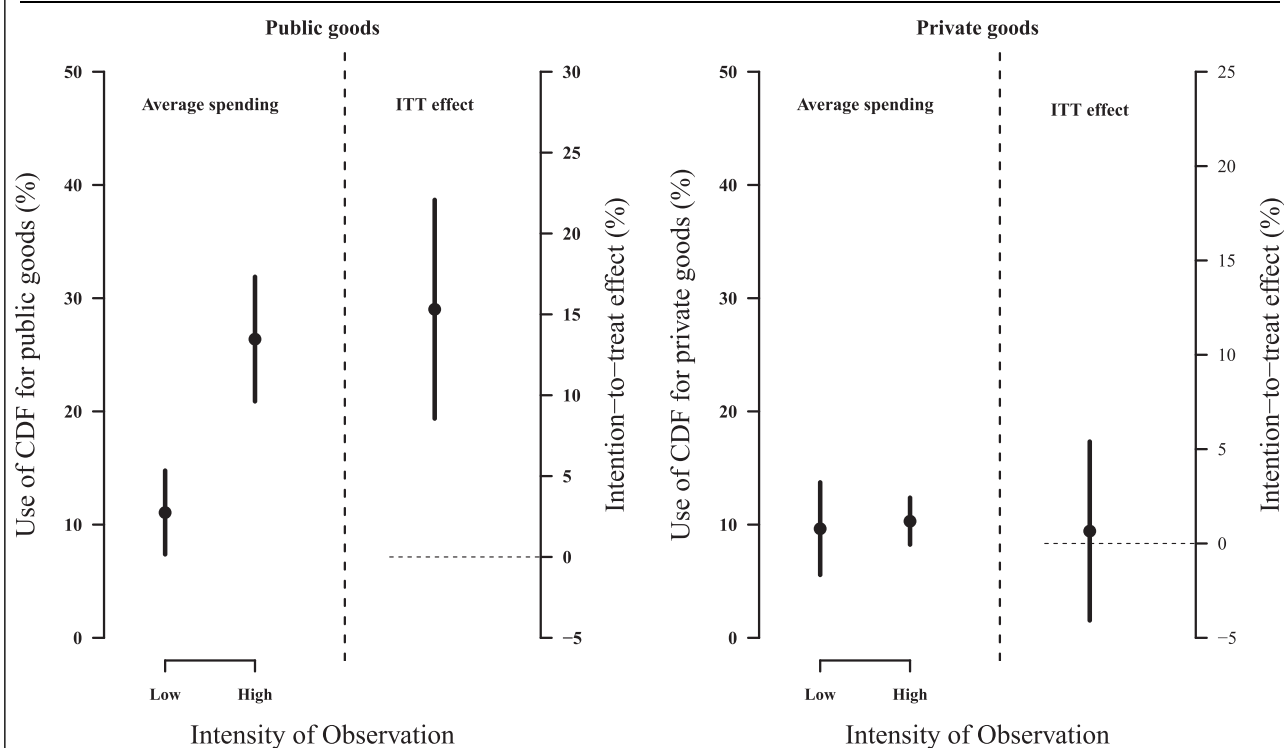 Public goods
Use of CDF for public goods (%)
50
40
30
20
10
0
Average spending
ITT effect
30
25
20
15
10
5
0
−5
Intention−to−treat effect (%)
Low
High
Intensity of Observation
Private goods
Use of CDF for private goods (%)
50
40
30
20
10
0
Average spending
ITT effect
25
20
15
10
5
0
−5
Intention−to−treat effect (%)
Low
High
Intensity of Observation